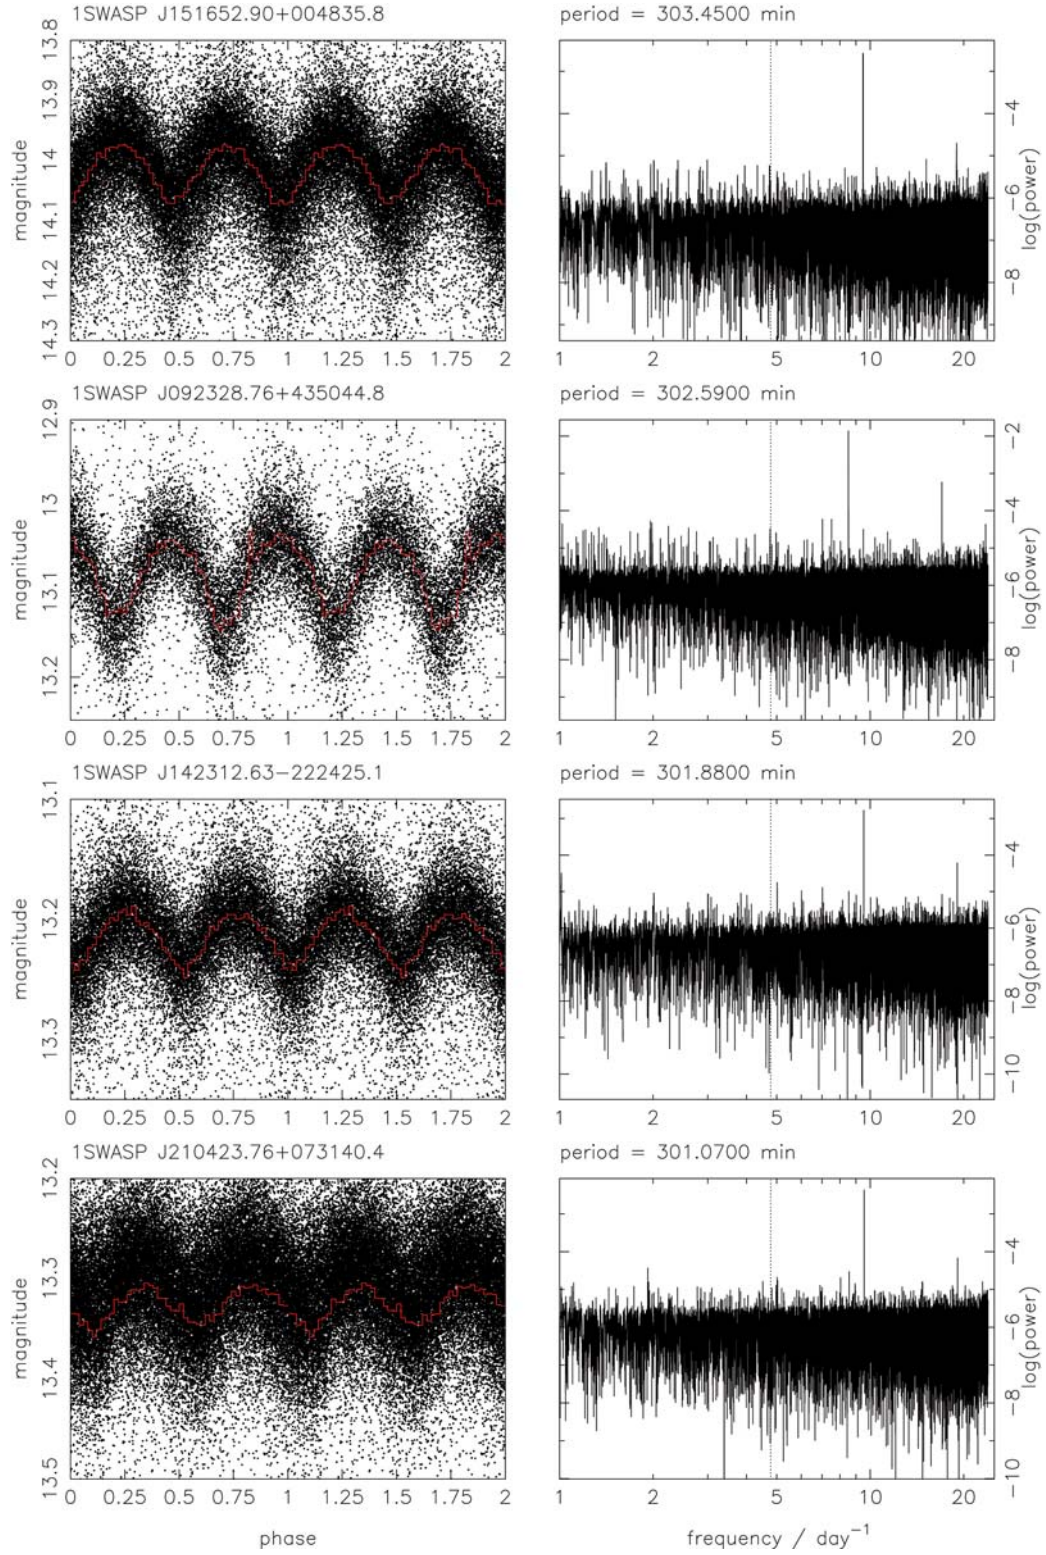 1SWASP J151652.90+004835.8
period = 303.4500 min
magnitude
13.8
13.9
14
14.1
14.2
14.3
0 0.25 0.5 0.75 1 1.25 1.5 1.75 2
log(power)
−4
−6
−8
1 2 5 10 20
1SWASP J092328.76+435044.8
period = 302.5900 min
magnitude
12.9
13
13.1
13.2
0 0.25 0.5 0.75 1 1.25 1.5 1.75 2
log(power)
−2
−4
−6
−8
1 2 5 10 20
1SWASP J142312.63−222425.1
period = 301.8800 min
magnitude
13.1
13.2
13.3
0 0.25 0.5 0.75 1 1.25 1.5 1.75 2
log(power)
−4
−6
−8
−10
1 2 5 10 20
1SWASP J210423.76+073140.4
period = 301.0700 min
magnitude
13.2
13.3
13.4
13.5
0 0.25 0.5 0.75 1 1.25 1.5 1.75 2
phase
log(power)
−4
−6
−8
−10
1 2 5 10 20
frequency / day⁻¹